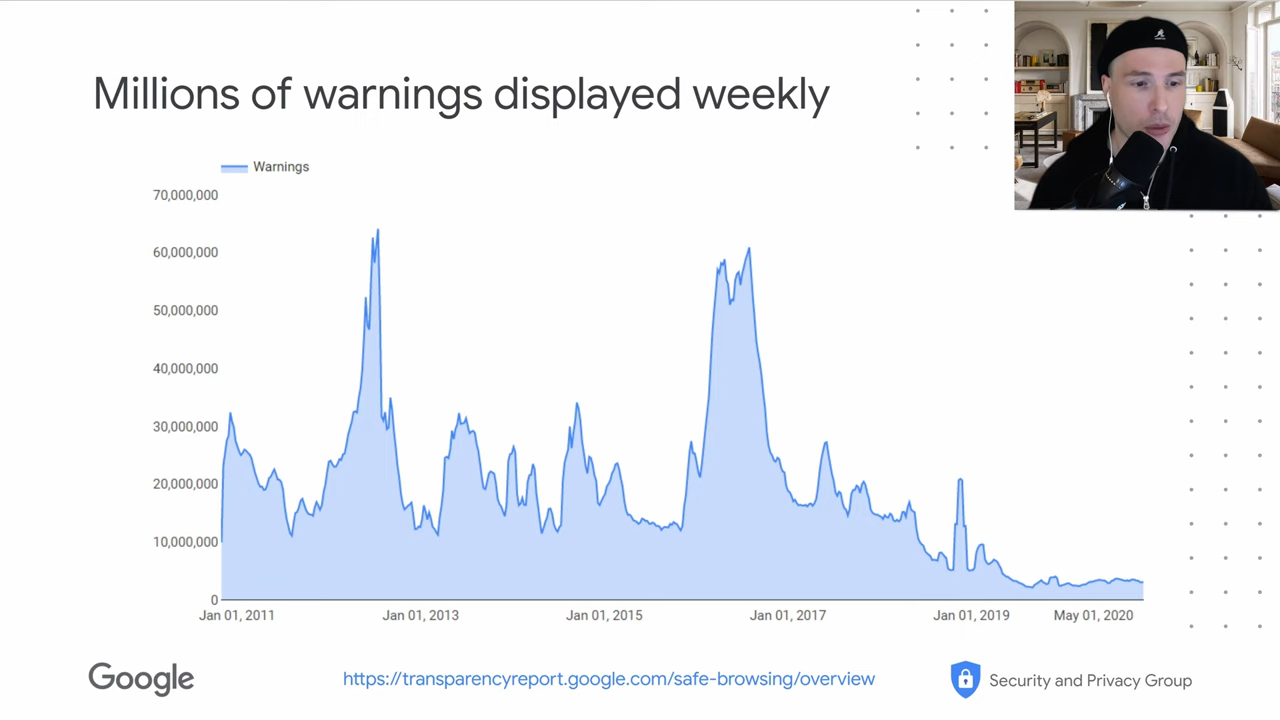 Millions of warnings displayed weekly
Warnings
70,000,000
60,000,000
50,000,000
40,000,000
30,000,000
20,000,000
10,000,000
0
Jan 01, 2011
Jan 01, 2013
Jan 01, 2015
Jan 01, 2017
Jan 01, 2019
May 01, 2020
Google
https://transparencyreport.google.com/safe-browsing/overview
Security and Privacy Group